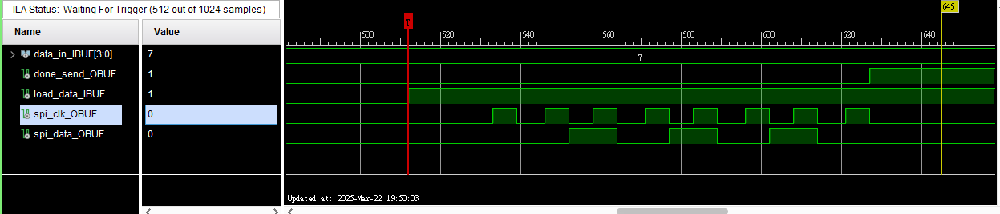 ILA Status: Waiting For Trigger (512 out of 1024 samples)
645
Name Value
T
500 520 540 560 580 600 620 640
data_in_IBUF[3:0] 7 7
done_send_OBUF 1
load_data_IBUF 1
spi_clk_OBUF 0
spi_data_OBUF 0
Updated at: 2025-Mar-22 19:50:03